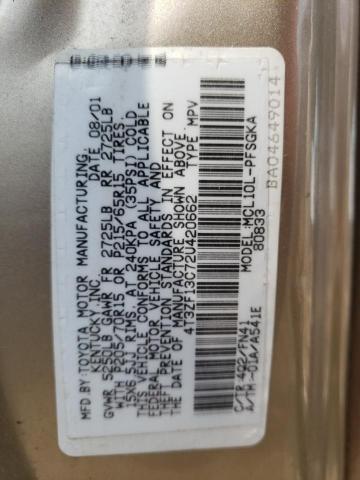 MFD BY: TOYOTA MOTOR MANUFACTURING,
KENTUCKY INC. DATE 08/01
GVWR 5250LB GAWR FR 2725LB RR 2725LB
WITH P205/70R15 OR P215/65R15 TIRES,
15X6.5JJ RIMS, AT 240KPA (35PSI) COLD
THIS VEHICLE CONFORMS TO ALL APPLICABLE
FEDERAL MOTOR VEHICLE SAFETY AND
THEFT PREVENTION STANDARDS IN EFFECT ON
THE DATE OF MANUFACTURE SHOWN ABOVE.
4T3ZF13C72U420662 TYPE MPV
MODEL: MCL10L-PFSGKA
80833
C/TR 4Q2/FN41
A/TM -01A/A541E
BA04649014